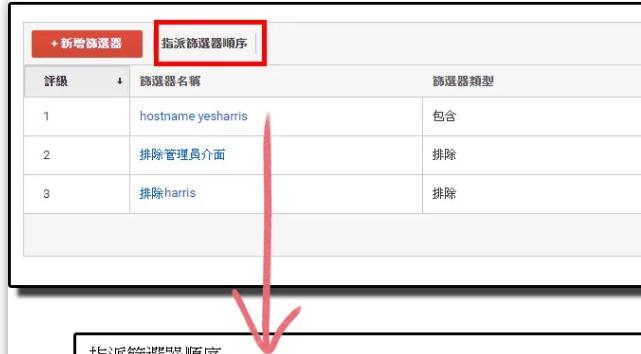 +新增篩選器 指派篩選器順序
評級 篩選器名稱 篩選器類型
1 hostname yesharris 包含
2 排除管理員介面 排除
3 排除harris 排除
指派篩選器順序